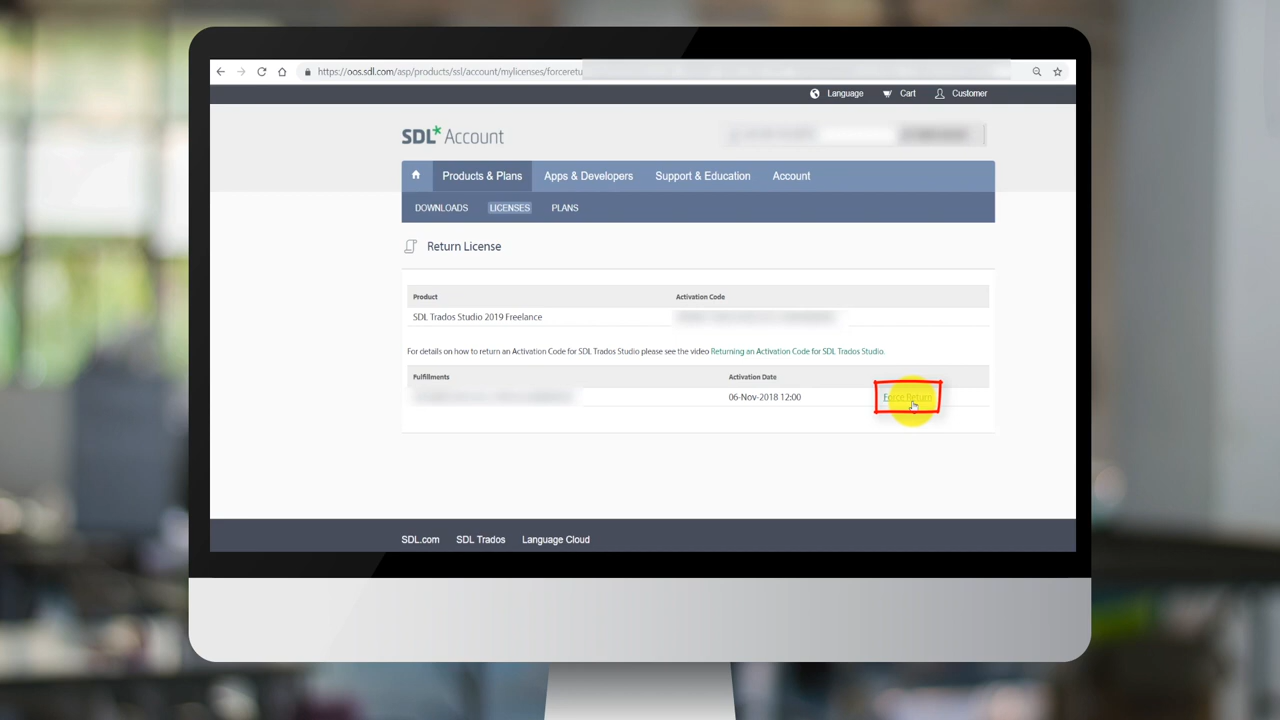 https://oos.sdl.com/asp/products/ssl/account/mylicenses/forceretu
Language Cart Customer
SDL* Account
Products & Plans Apps & Developers Support & Education Account
DOWNLOADS LICENSES PLANS
Return License
Product Activation Code
SDL Trados Studio 2019 Freelance
For details on how to return an Activation Code for SDL Trados Studio please see the video Returning an Activation Code for SDL Trados Studio.
Fulfillments Activation Date
06-Nov-2018 12:00 Force Return
SDL.com SDL Trados Language Cloud